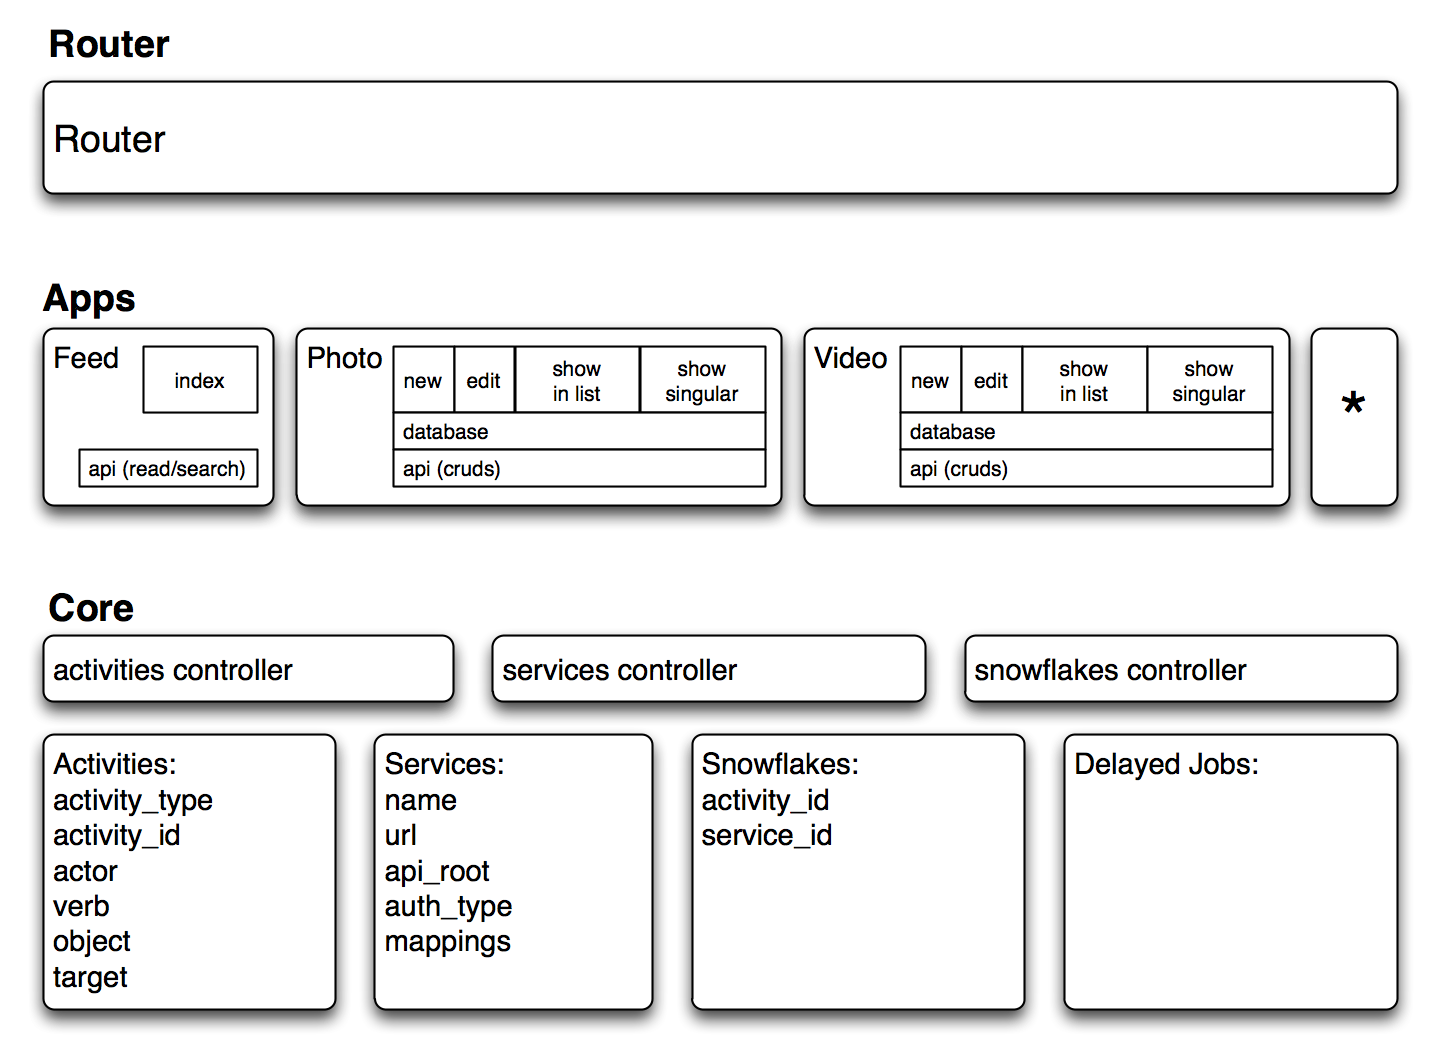 Router
Router
Apps
Feed
index
api (read/search)
Photo
new
edit
show
in list
show
singular
database
api (cruds)
Video
new
edit
show
in list
show
singular
database
api (cruds)
*
Core
activities controller
services controller
snowflakes controller
Activities:
activity_type
activity_id
actor
verb
object
target
Services:
name
url
api_root
auth_type
mappings
Snowflakes:
activity_id
service_id
Delayed Jobs: